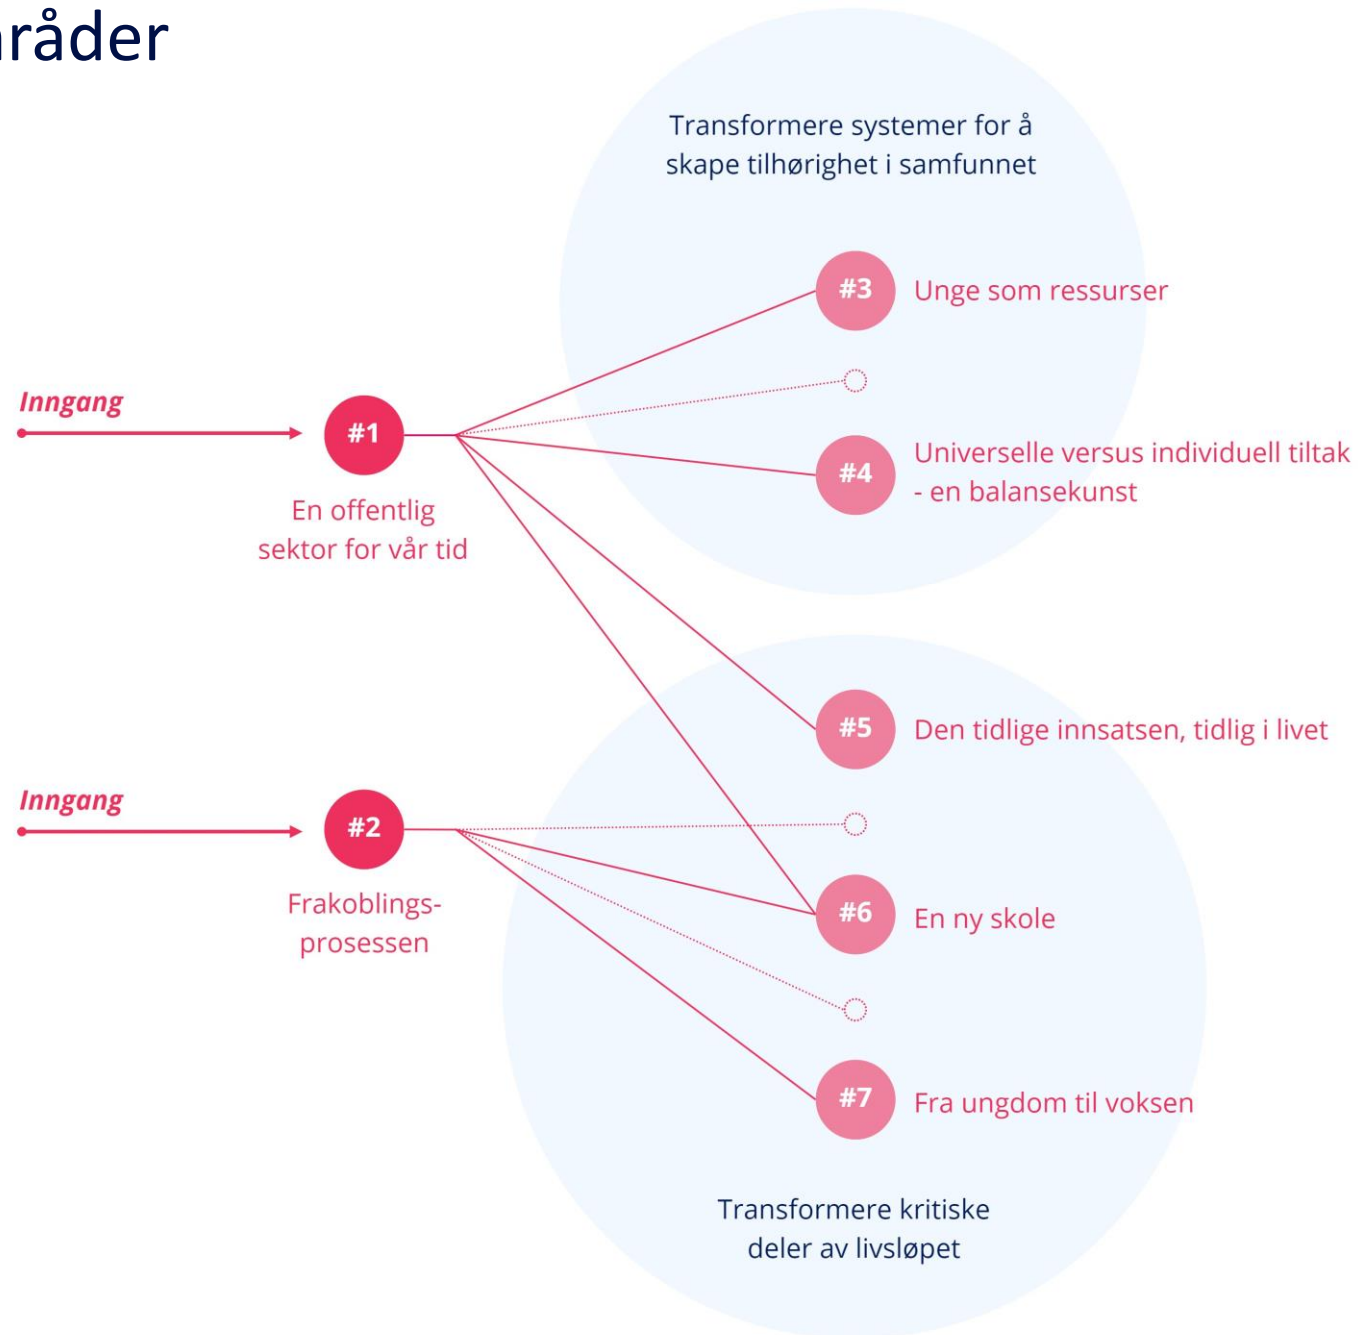 råder
Transformere systemer for å
skape tilhørighet i samfunnet
#3
Unge som ressurser
Inngang
#1
En offentlig
sektor for vår tid
#4
Universelle versus individuell tiltak
- en balansekunst
#5
Den tidlige innsatsen, tidlig i livet
Inngang
#2
Frakoblings-
prosessen
#6
En ny skole
#7
Fra ungdom til voksen
Transformere kritiske
deler av livsløpet